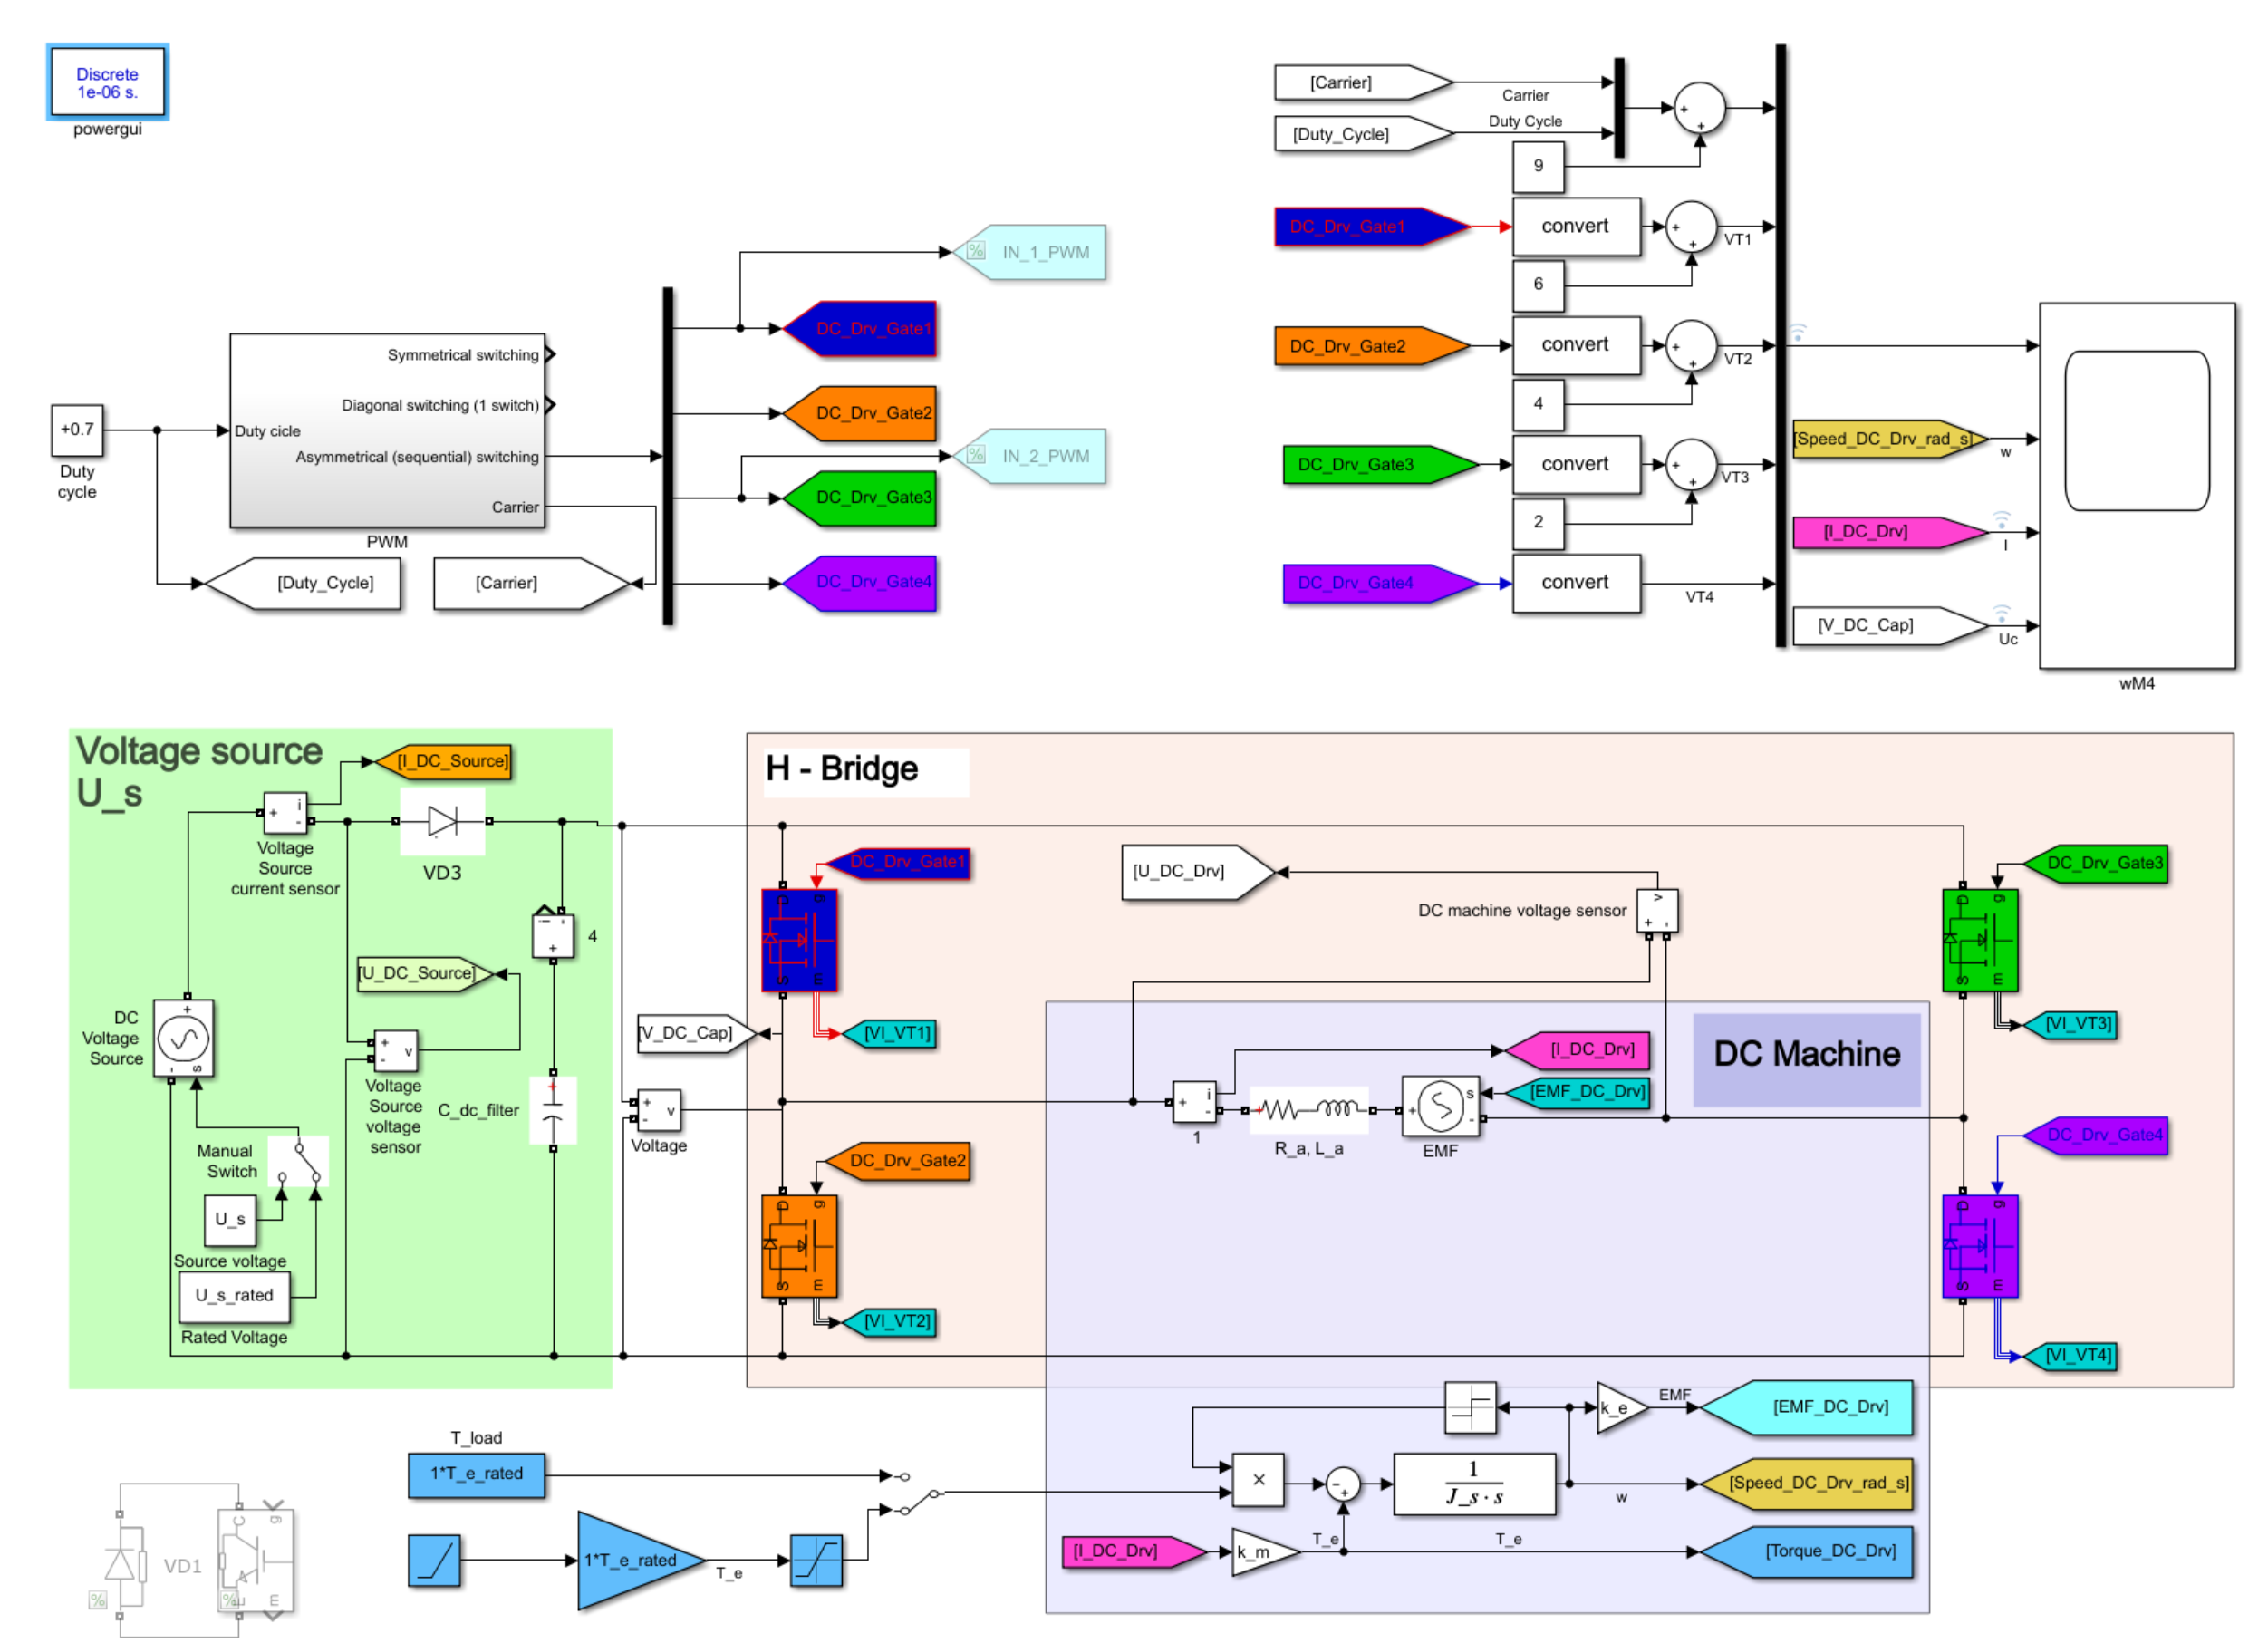 Discrete
1e-06 s.
powergui
[Carrier]
Carrier
[Duty_Cycle]
Duty Cycle
9
DC_Drv_Gate1
convert
VT1
6
DC_Drv_Gate2
convert
VT2
4
DC_Drv_Gate3
convert
VT3
2
DC_Drv_Gate4
convert
VT4
[Speed_DC_Drv_rad_s]
w
[I_DC_Drv]
I
[V_DC_Cap]
Uc
wM4
IN_1_PWM
DC_Drv_Gate1
DC_Drv_Gate2
IN_2_PWM
DC_Drv_Gate3
DC_Drv_Gate4
+0.7
Duty
cycle
Duty cicle
Symmetrical switching
Diagonal switching (1 switch)
Asymmetrical (sequential) switching
Carrier
PWM
[Duty_Cycle]
[Carrier]
Voltage source
U_s
[I_DC_Source]
+ i -
Voltage
Source
current sensor
VD3
4
[U_DC_Source]
DC
Voltage
Source
+ - s
+ - v
Voltage
Source
voltage
sensor
C_dc_filter
Manual
Switch
U_s
Source voltage
U_s_rated
Rated Voltage
[V_DC_Cap]
+ - v
Voltage
H - Bridge
DC_Drv_Gate1
D g
S m
[VI_VT1]
DC_Drv_Gate2
D g
S m
[VI_VT2]
[U_DC_Drv]
DC machine voltage sensor
v + -
DC_Drv_Gate3
D g
S m
[VI_VT3]
DC_Drv_Gate4
D g
S m
[VI_VT4]
DC Machine
[I_DC_Drv]
[EMF_DC_Drv]
+ i -
1
R_a, L_a
+ s -
EMF
k_e
EMF
[EMF_DC_Drv]
×
1
J_s · s
w
[Speed_DC_Drv_rad_s]
[I_DC_Drv]
k_m
T_e
T_e
[Torque_DC_Drv]
T_load
1*T_e_rated
1*T_e_rated
T_e
VD1
C g
E m